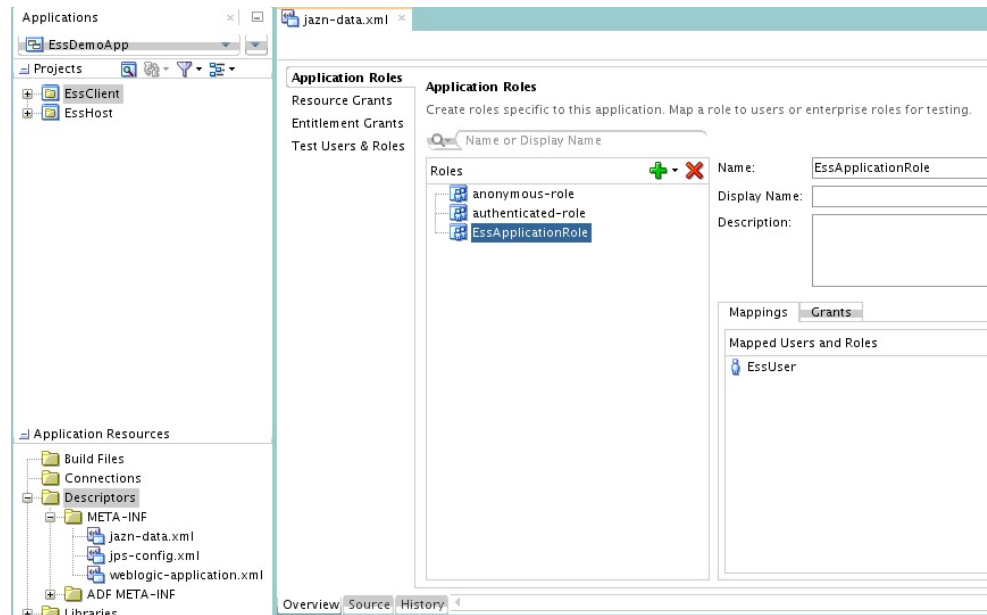 Applications
EssDemoApp
Projects
EssClient
EssHost
Application Resources
Build Files
Connections
Descriptors
META-INF
jazn-data.xml
jps-config.xml
weblogic-application.xml
ADF META-INF
Libraries
jazn-data.xml
Application Roles
Resource Grants
Entitlement Grants
Test Users & Roles
Application Roles
Create roles specific to this application. Map a role to users or enterprise roles for testing.
Name or Display Name
Roles
anonymous-role
authenticated-role
EssApplicationRole
Name: EssApplicationRole
Display Name:
Description:
Mappings Grants
Mapped Users and Roles
EssUser
Overview Source History